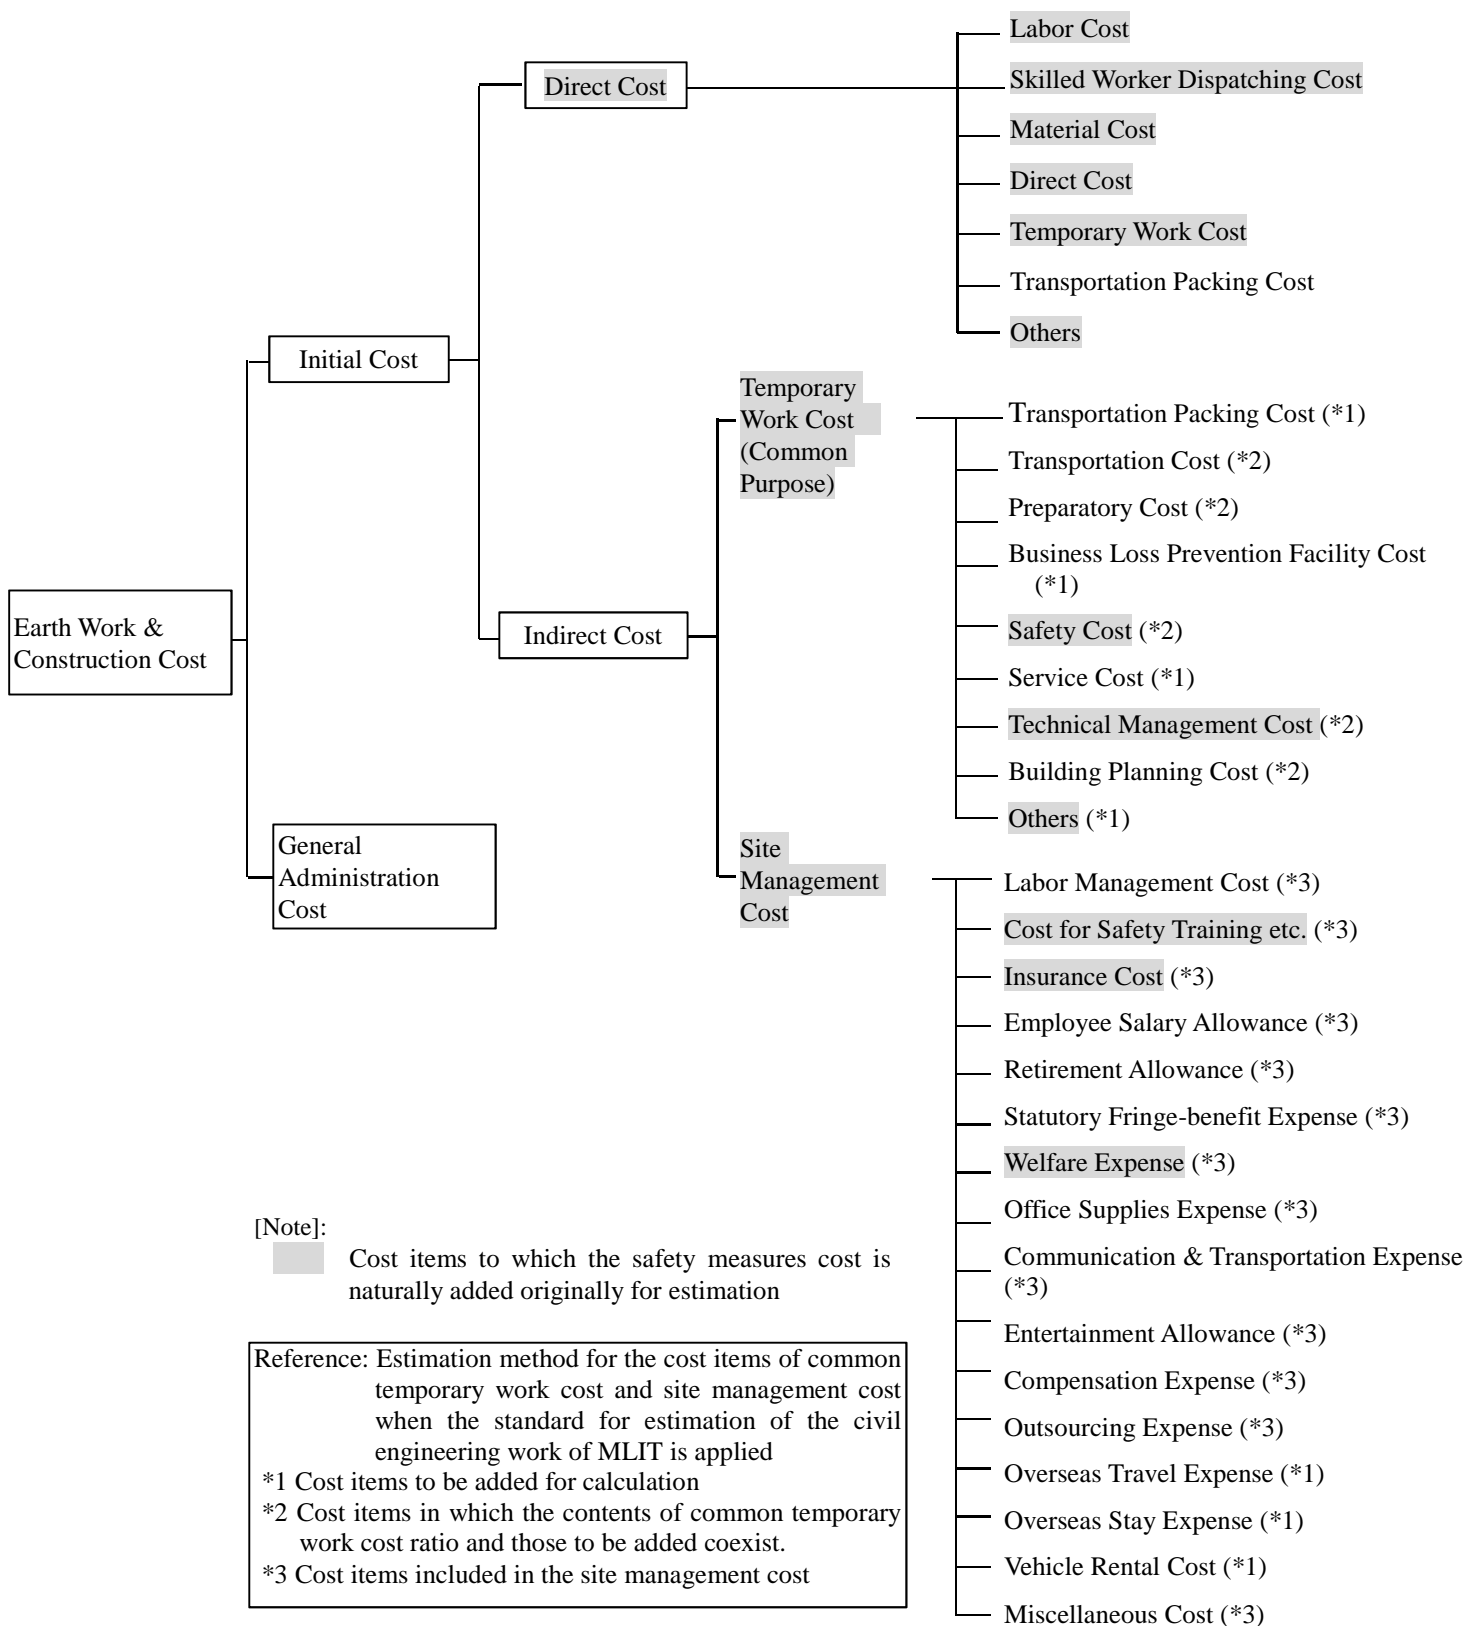 Labor Cost
Direct Cost
Skilled Worker Dispatching Cost
Material Cost
Direct Cost
Temporary Work Cost
Transportation Packing Cost
Others
Initial Cost
Temporary
Work Cost
(Common
Purpose)
Transportation Packing Cost (*1)
Transportation Cost (*2)
Preparatory Cost (*2)
Business Loss Prevention Facility Cost
(*1)
Earth Work &
Construction Cost
Indirect Cost
Safety Cost (*2)
Service Cost (*1)
Technical Management Cost (*2)
Building Planning Cost (*2)
Others (*1)
General
Administration
Cost
Site
Management
Cost
Labor Management Cost (*3)
Cost for Safety Training etc. (*3)
Insurance Cost (*3)
Employee Salary Allowance (*3)
Retirement Allowance (*3)
Statutory Fringe-benefit Expense (*3)
Welfare Expense (*3)
Office Supplies Expense (*3)
Communication & Transportation Expense
(*3)
Entertainment Allowance (*3)
Compensation Expense (*3)
Outsourcing Expense (*3)
Overseas Travel Expense (*1)
Overseas Stay Expense (*1)
Vehicle Rental Cost (*1)
Miscellaneous Cost (*3)
[Note]:
Cost items to which the safety measures cost is
naturally added originally for estimation
Reference: Estimation method for the cost items of common
temporary work cost and site management cost
when the standard for estimation of the civil
engineering work of MLIT is applied
*1 Cost items to be added for calculation
*2 Cost items in which the contents of common temporary
work cost ratio and those to be added coexist.
*3 Cost items included in the site management cost